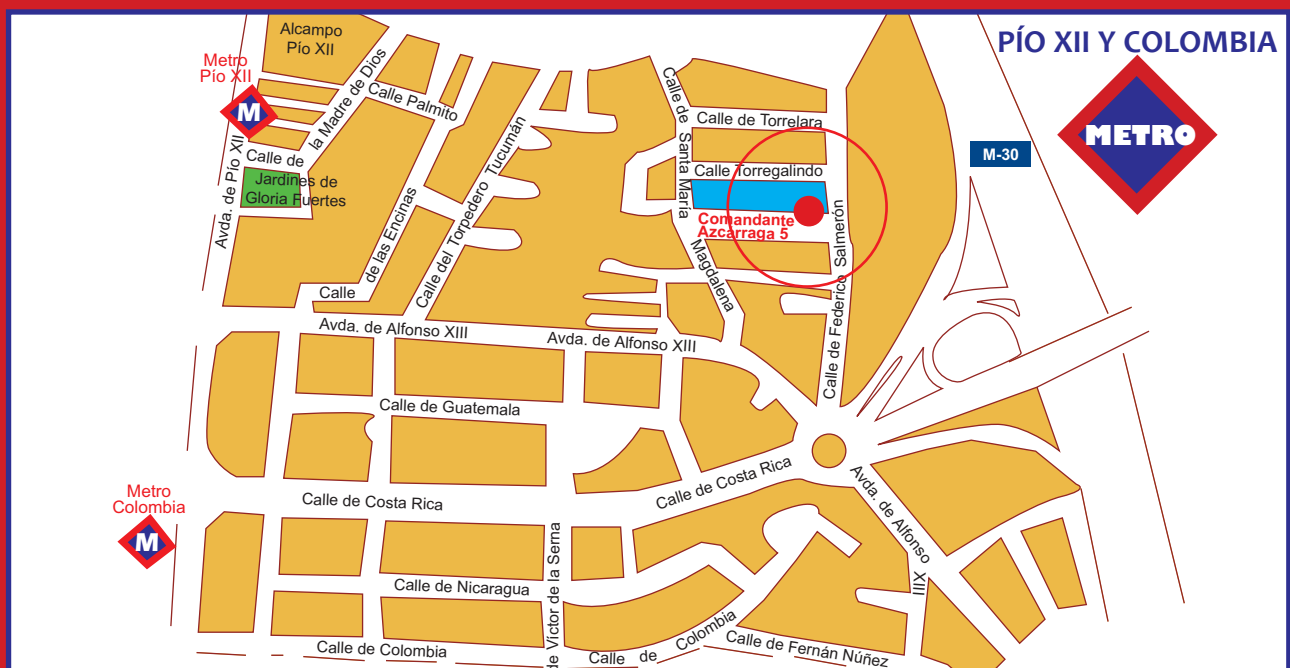 PÍO XII Y COLOMBIA
METRO
M-30
Alcampo
Pío XII
Metro
Pío XII
M
Calle de
la Madre de Dios
Calle Palmito
Jardines de
Gloria Fuertes
Avda. de Pío XII
Calle
de las Encinas
Calle del Torpedero Tucumán
Calle de Santa María
Magdalena
Calle de Torrelara
Calle Torregalindo
Comandante
Azcárraga 5
Calle de Federico Salmerón
Avda. de Alfonso XIII
Avda. de Alfonso XIII
Calle de Guatemala
Calle de Costa Rica
Calle de Costa Rica
Avda. de Alfonso XIII
Metro
Colombia
M
Calle de Nicaragua
de Víctor de la Serna
Calle de Colombia
Calle de Colombia
Calle de Fernán Núñez